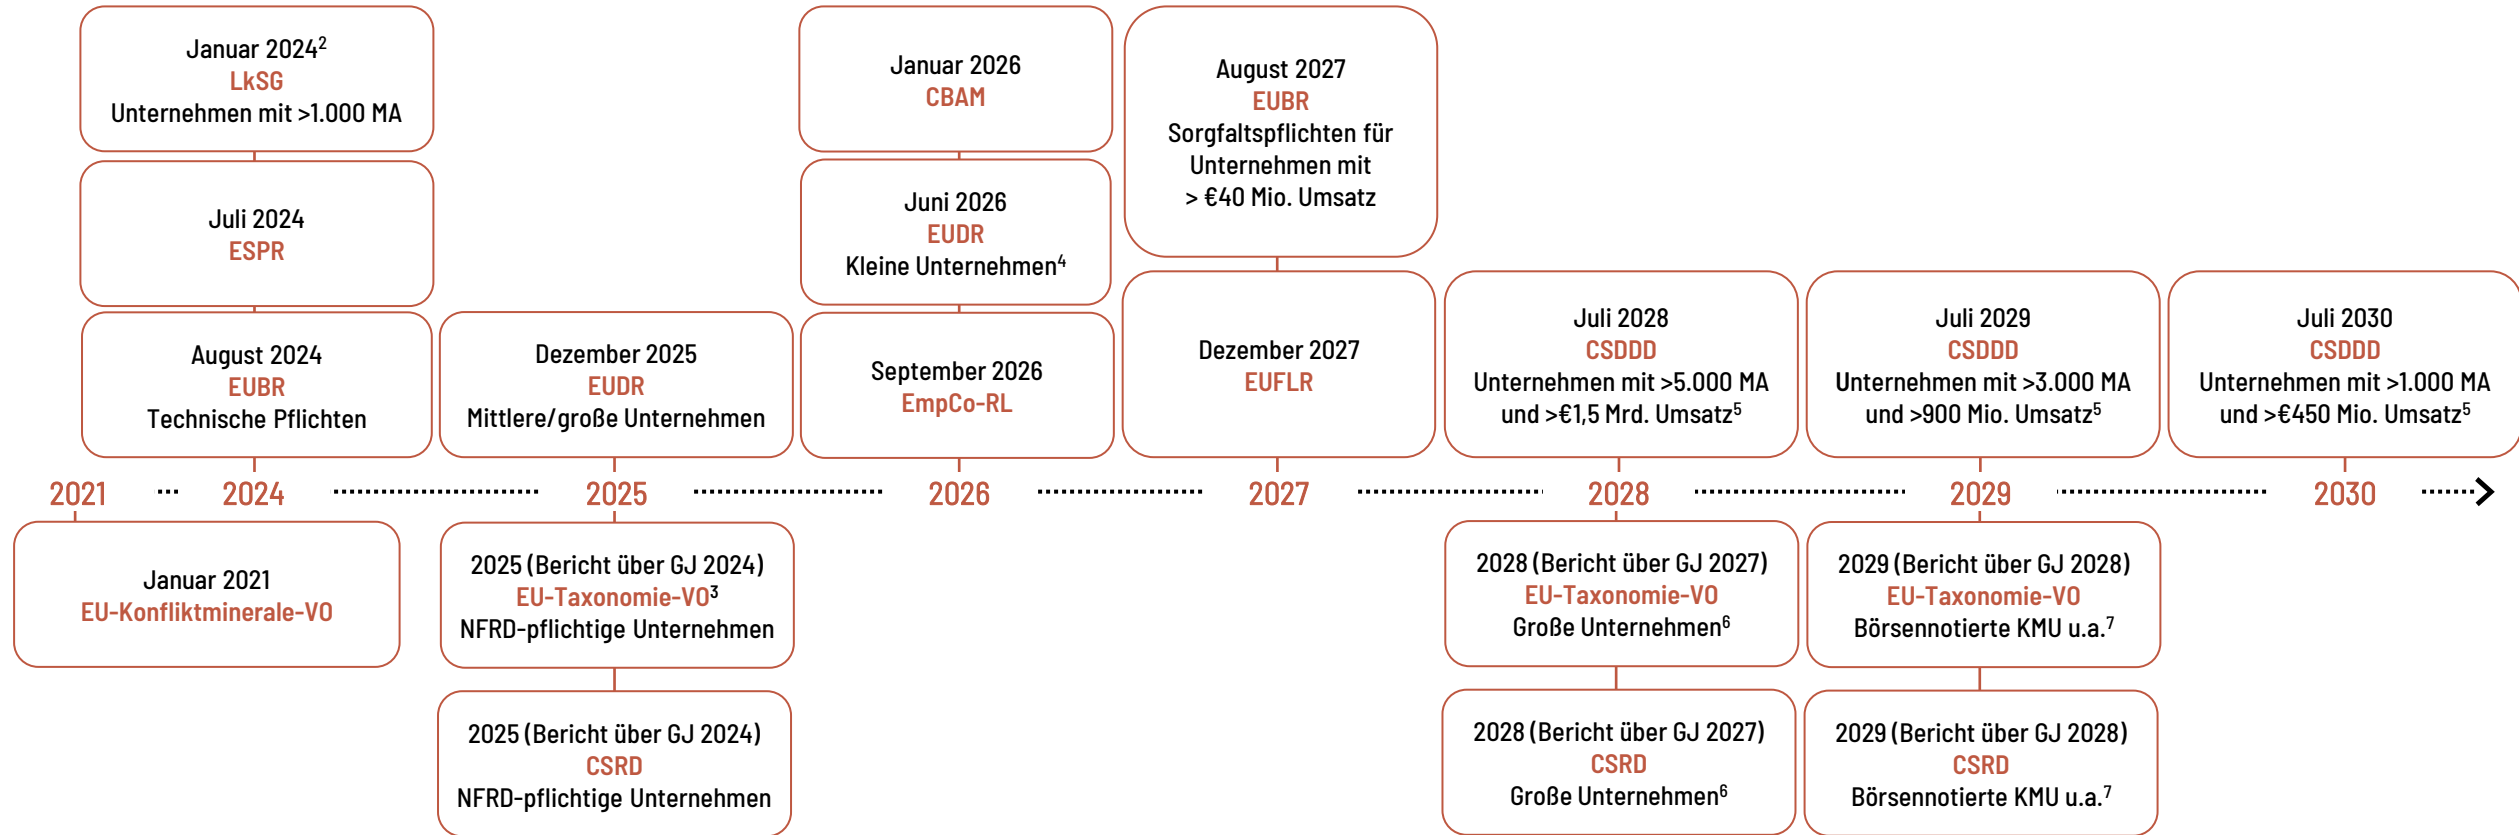 Januar 2024²
LkSG
Unternehmen mit >1.000 MA
Juli 2024
ESPR
August 2024
EUBR
Technische Pflichten
Dezember 2025
EUDR
Mittlere/große Unternehmen
Januar 2026
CBAM
Juni 2026
EUDR
Kleine Unternehmen⁴
September 2026
EmpCo-RL
August 2027
EUBR
Sorgfaltspflichten für
Unternehmen mit
> €40 Mio. Umsatz
Dezember 2027
EUFLR
Juli 2028
CSDDD
Unternehmen mit >5.000 MA
und >€1,5 Mrd. Umsatz⁵
Juli 2029
CSDDD
Unternehmen mit >3.000 MA
und >900 Mio. Umsatz⁵
Juli 2030
CSDDD
Unternehmen mit >1.000 MA
und >€450 Mio. Umsatz⁵
2021 2024 2025 2026 2027 2028 2029 2030
Januar 2021
EU-Konfliktminerale-VO
2025 (Bericht über GJ 2024)
EU-Taxonomie-VO³
NFRD-pflichtige Unternehmen
2025 (Bericht über GJ 2024)
CSRD
NFRD-pflichtige Unternehmen
2028 (Bericht über GJ 2027)
EU-Taxonomie-VO
Große Unternehmen⁶
2028 (Bericht über GJ 2027)
CSRD
Große Unternehmen⁶
2029 (Bericht über GJ 2028)
EU-Taxonomie-VO
Börsennotierte KMU u.a.⁷
2029 (Bericht über GJ 2028)
CSRD
Börsennotierte KMU u.a.⁷